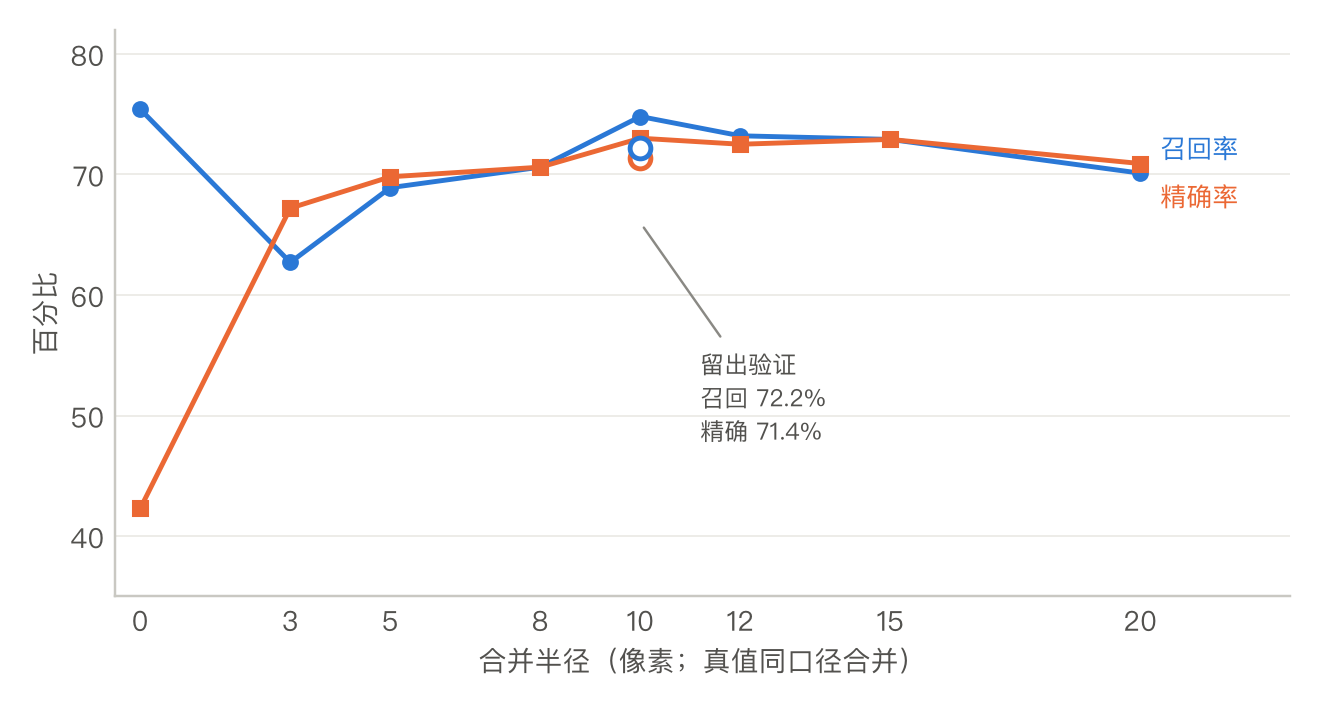 80
70
60
50
40
百分比
召回率
精确率
留出验证
召回 72.2%
精确 71.4%
0 3 5 8 10 12 15 20
合并半径（像素；真值同口径合并）